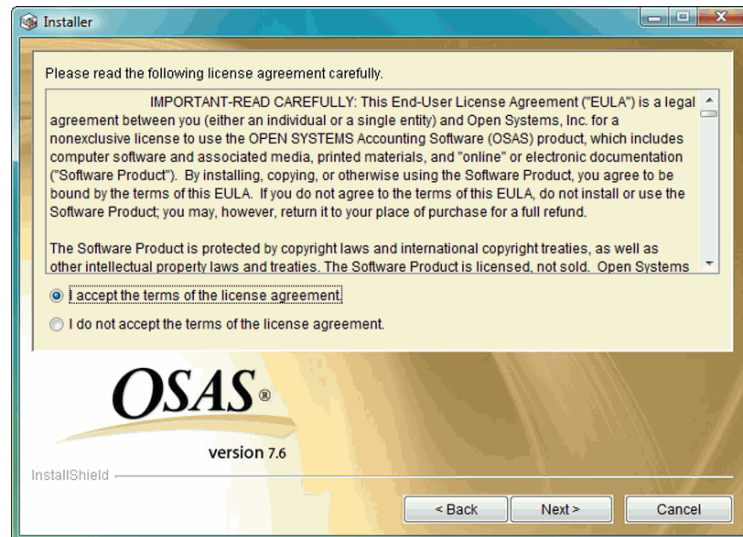 Installer
Please read the following license agreement carefully.
IMPORTANT-READ CAREFULLY: This End-User License Agreement ("EULA") is a legal
agreement between you (either an individual or a single entity) and Open Systems, Inc. for a
nonexclusive license to use the OPEN SYSTEMS Accounting Software (OSAS) product, which includes
computer software and associated media, printed materials, and "online" or electronic documentation
("Software Product"). By installing, copying, or otherwise using the Software Product, you agree to be
bound by the terms of this EULA. If you do not agree to the terms of this EULA, do not install or use the
Software Product; you may, however, return it to your place of purchase for a full refund.
The Software Product is protected by copyright laws and international copyright treaties, as well as
other intellectual property laws and treaties. The Software Product is licensed, not sold. Open Systems
I accept the terms of the license agreement.
I do not accept the terms of the license agreement.
OSAS®
version 7.6
InstallShield
< Back Next > Cancel